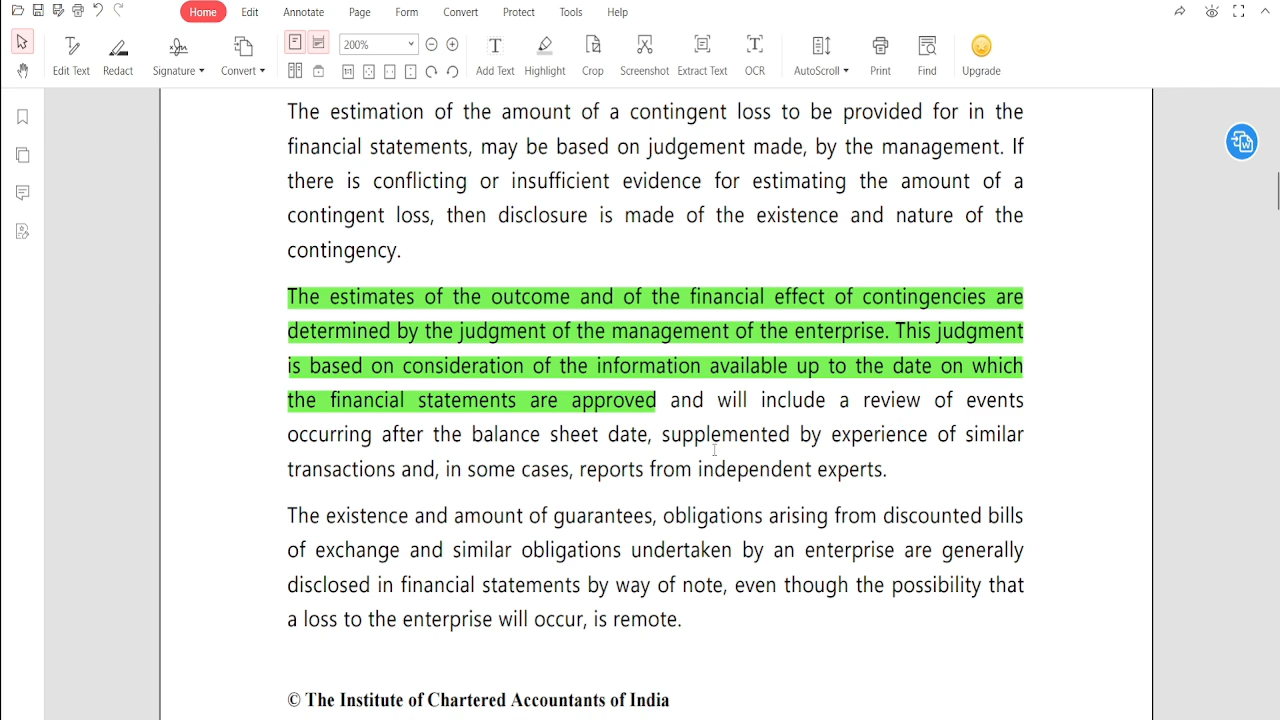 Home Edit Annotate Page Form Convert Protect Tools Help
200%
Edit Text Redact Signature Convert Add Text Highlight Crop Screenshot Extract Text OCR AutoScroll Print Find Upgrade
The estimation of the amount of a contingent loss to be provided for in the
financial statements, may be based on judgement made, by the management. If
there is conflicting or insufficient evidence for estimating the amount of a
contingent loss, then disclosure is made of the existence and nature of the
contingency.
The estimates of the outcome and of the financial effect of contingencies are
determined by the judgment of the management of the enterprise. This judgment
is based on consideration of the information available up to the date on which
the financial statements are approved and will include a review of events
occurring after the balance sheet date, supplemented by experience of similar
transactions and, in some cases, reports from independent experts.
The existence and amount of guarantees, obligations arising from discounted bills
of exchange and similar obligations undertaken by an enterprise are generally
disclosed in financial statements by way of note, even though the possibility that
a loss to the enterprise will occur, is remote.
© The Institute of Chartered Accountants of India